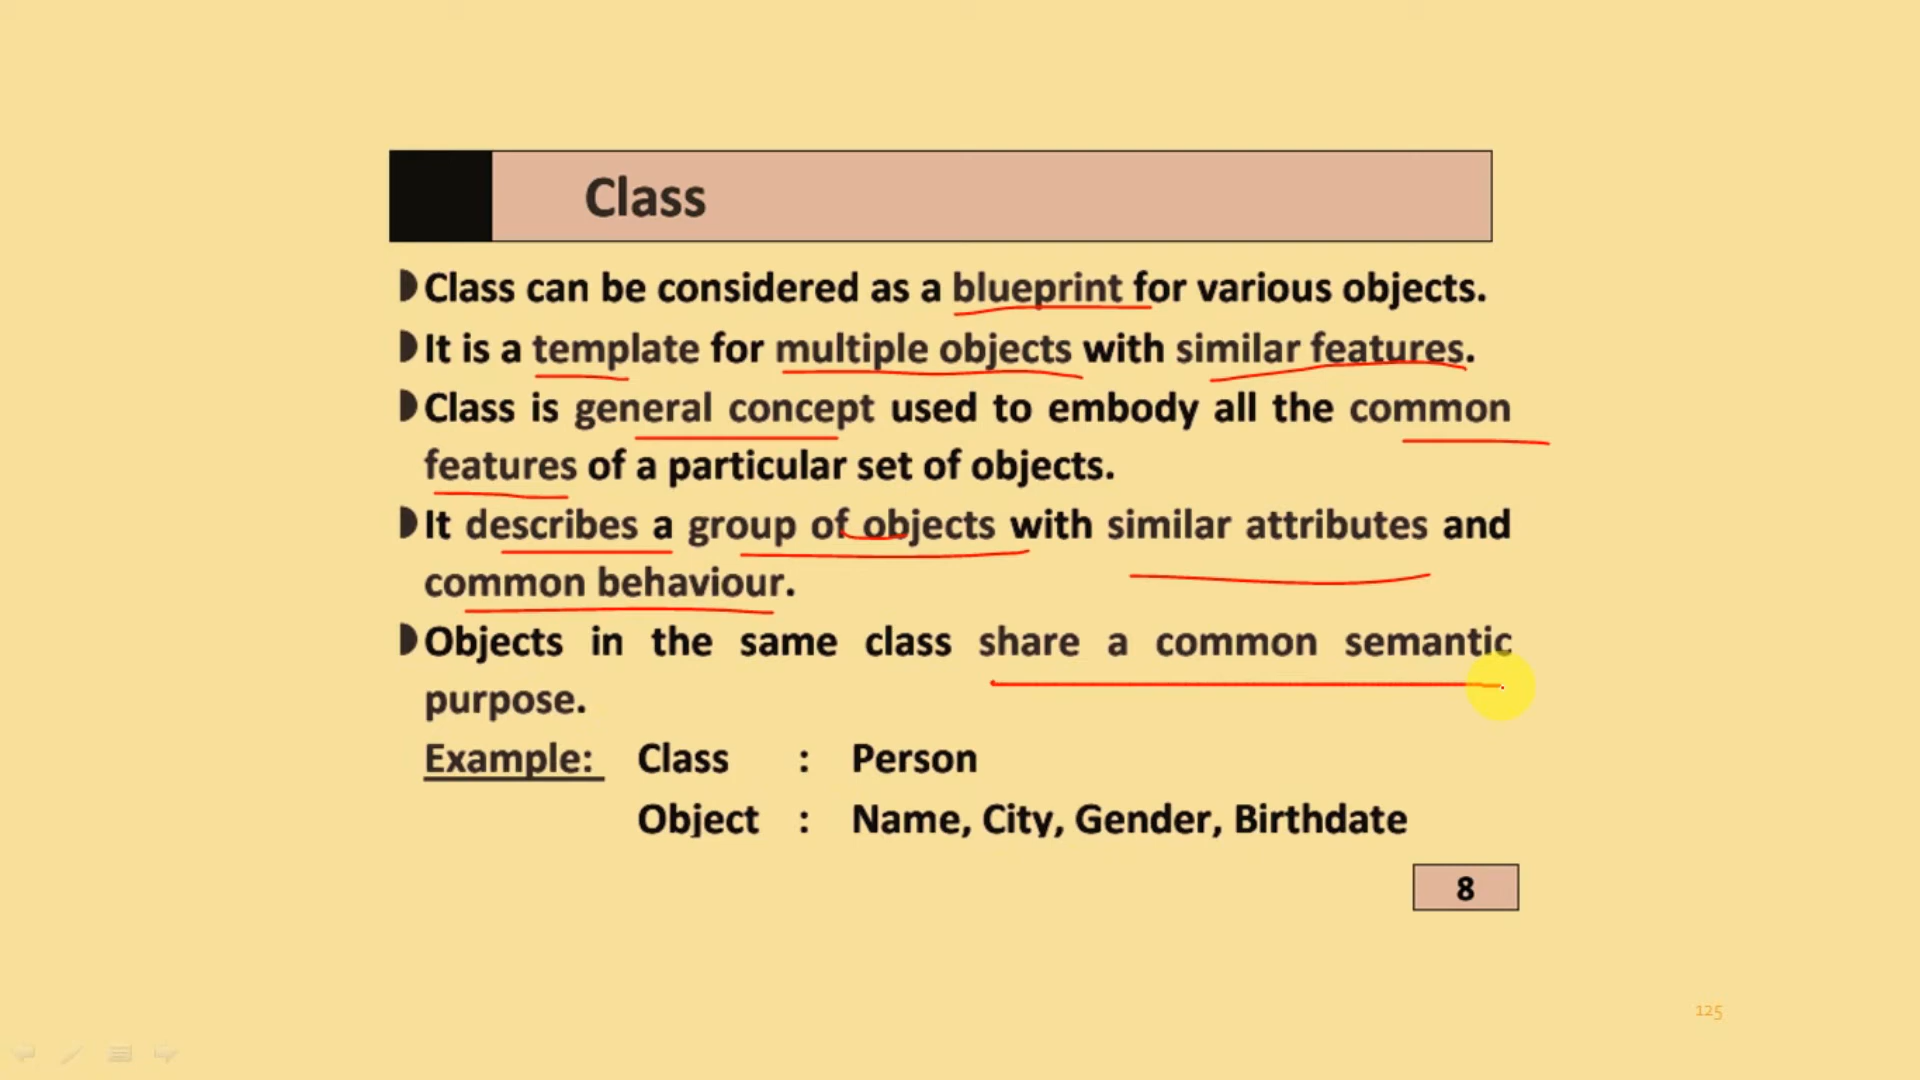 Class
Class can be considered as a blueprint for various objects.
It is a template for multiple objects with similar features.
Class is general concept used to embody all the common
features of a particular set of objects.
It describes a group of objects with similar attributes and
common behaviour.
Objects in the same class share a common semantic
purpose.
Example: Class : Person
Object : Name, City, Gender, Birthdate
8
125